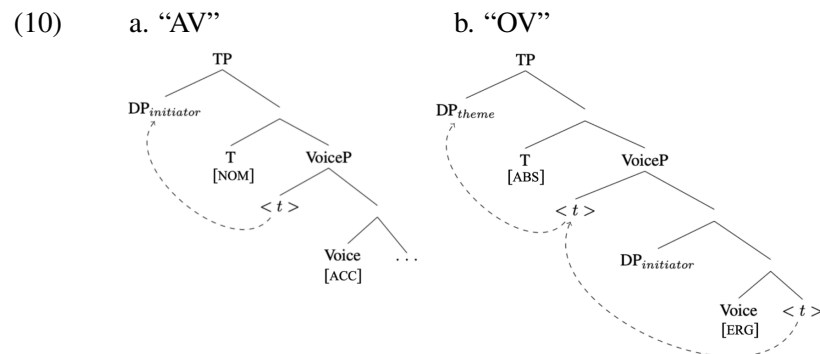 (10) a. “AV” b. “OV”
TP TP
DP initiator DP theme
T VoiceP T VoiceP
[NOM] [ABS]
< t > < t >
Voice ... DP initiator
[ACC]
Voice < t >
[ERG]